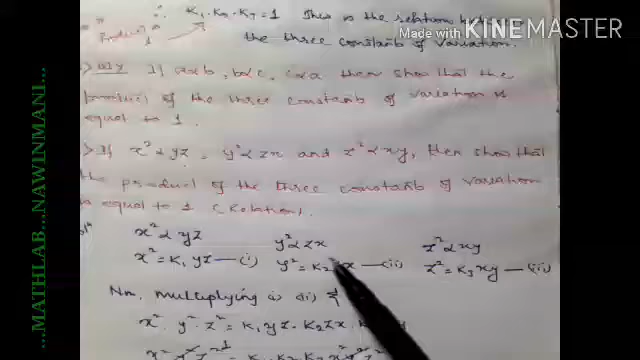 ∴ K₁·K₂·K₃=1 This is the relation between
Product 1 the three constants of variation.
Made with KINEMASTER
If a∝b, b∝c, c∝a then show that the
product of the three constants of variation is
equal to 1.
If x²∝yz, y²∝zx and z²∝xy, then show that
the product of the three constants of variation
is equal to 1 (Relation).
x²∝yz y²∝zx z²∝xy
x²=K₁yz—(i) y²=K₂ x—(ii) z²=K₃xy—(iii)
multiplying (i) (ii)
x²·y²·z²=K₁yz·K₂zx·K y
...MATHLAB...NAWINMANI...